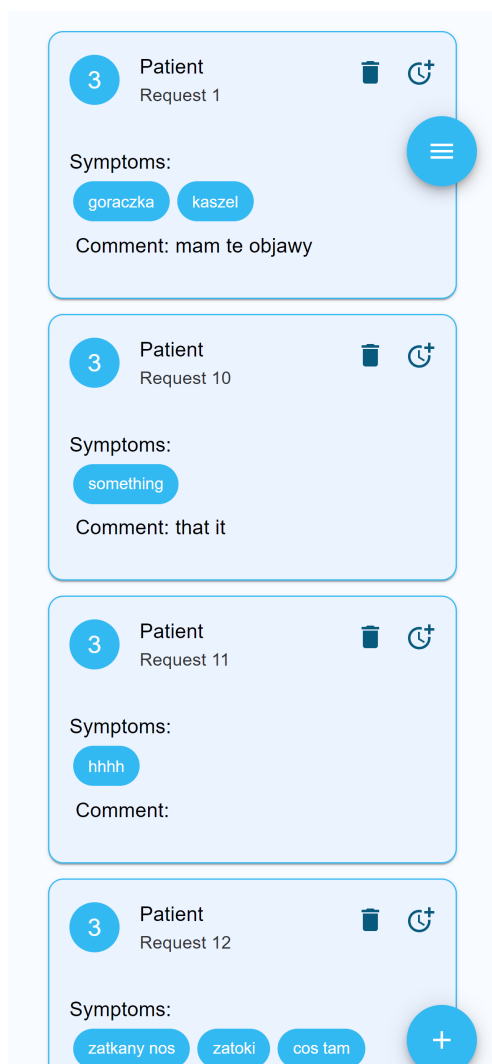 3 Patient
Request 1
Symptoms:
goraczka kaszel
Comment: mam te objawy
3 Patient
Request 10
Symptoms:
something
Comment: that it
3 Patient
Request 11
Symptoms:
hhhh
Comment:
3 Patient
Request 12
Symptoms:
zatkany nos zatoki cos tam